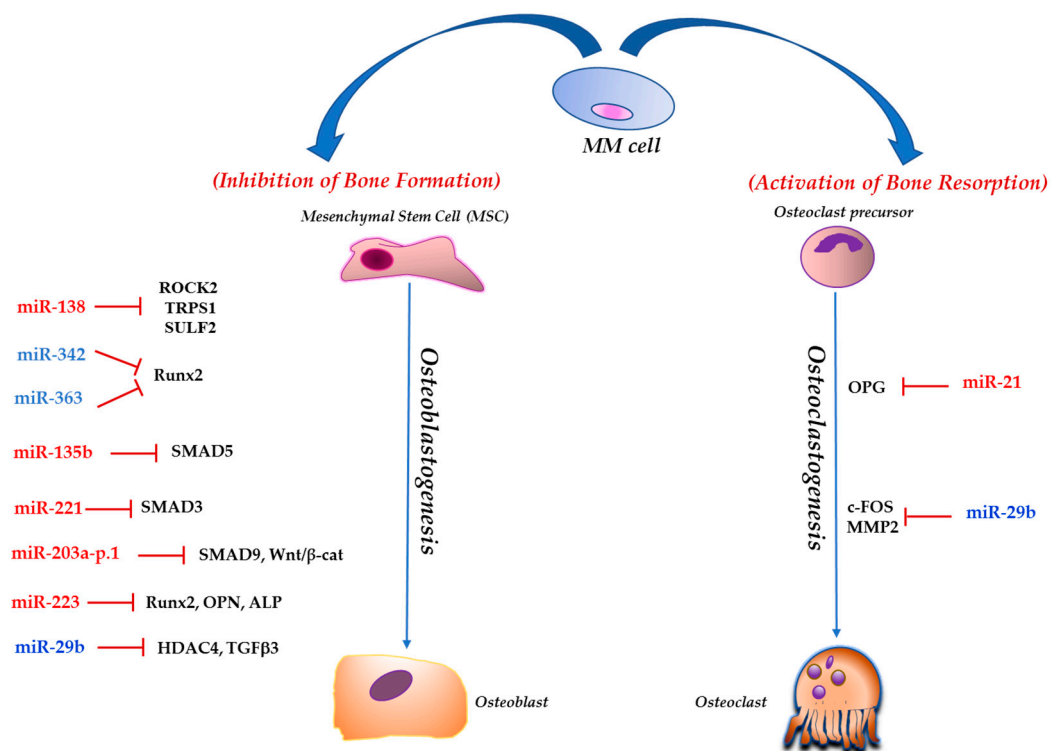 MM cell
(Inhibition of Bone Formation)
(Activation of Bone Resorption)
Mesenchymal Stem Cell (MSC)
Osteoclast precursor
miR-138
ROCK2
TRPS1
SULF2
miR-342
miR-363
Runx2
miR-135b
SMAD5
miR-221
SMAD3
miR-203a-p.1
SMAD9, Wnt/β-cat
miR-223
Runx2, OPN, ALP
miR-29b
HDAC4, TGFβ3
Osteoblastogenesis
Osteoblast
Osteoclastogenesis
OPG
miR-21
c-FOS
MMP2
miR-29b
Osteoclast